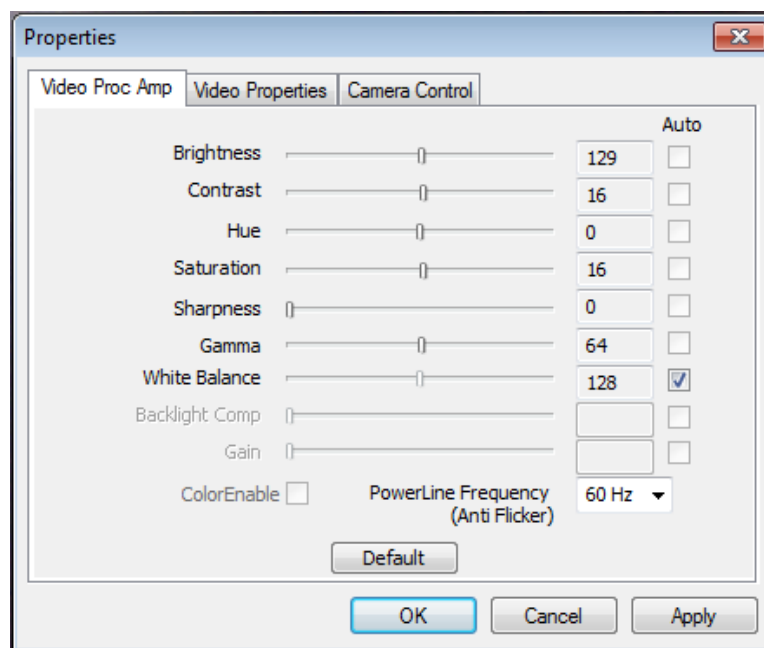 Properties
Video Proc Amp Video Properties Camera Control
Auto
Brightness 129
Contrast 16
Hue 0
Saturation 16
Sharpness 0
Gamma 64
White Balance 128
Backlight Comp
Gain
ColorEnable PowerLine Frequency 60 Hz
(Anti Flicker)
Default
OK Cancel Apply